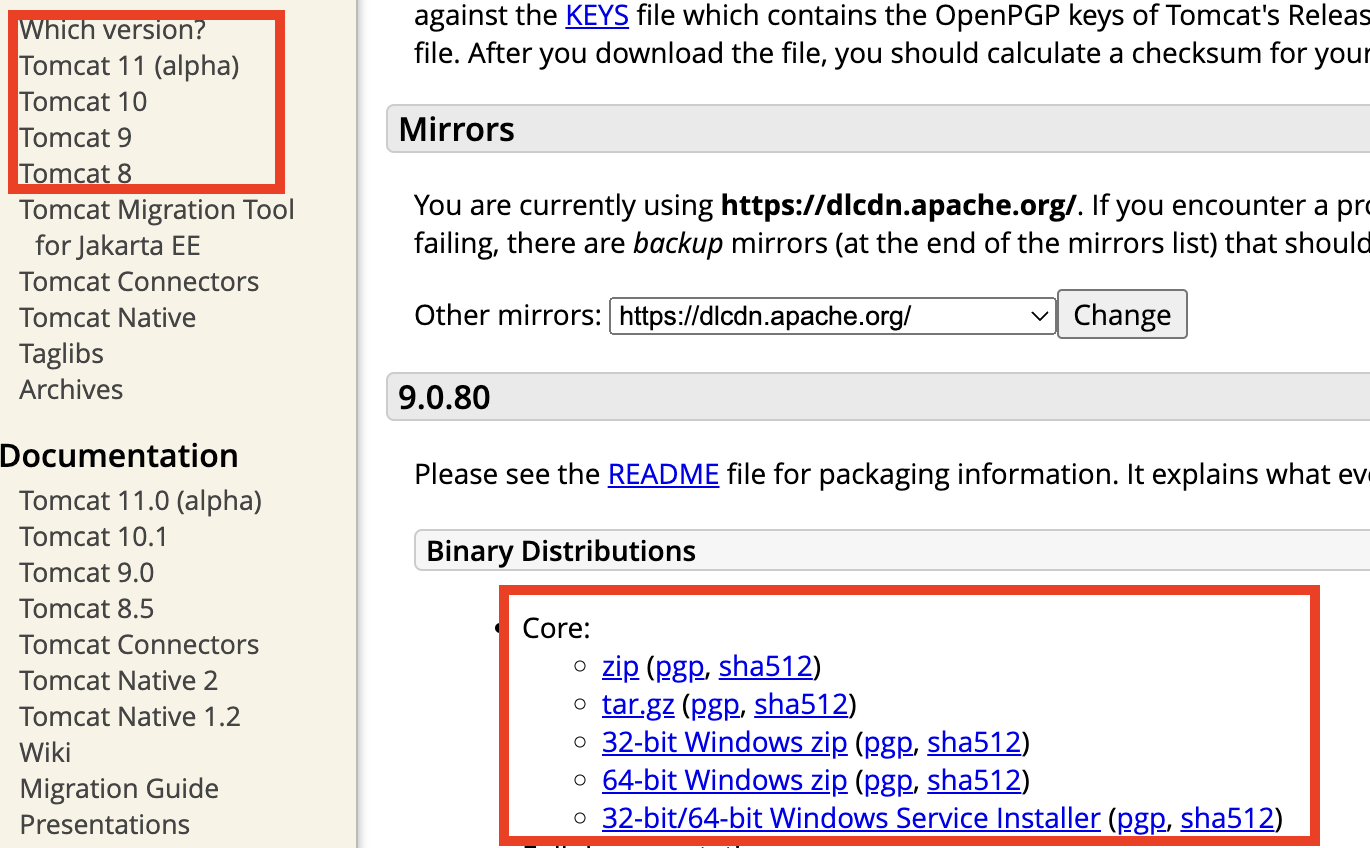 Which version?
Tomcat 11 (alpha)
Tomcat 10
Tomcat 9
Tomcat 8
Tomcat Migration Tool
for Jakarta EE
Tomcat Connectors
Tomcat Native
Taglibs
Archives
Documentation
Tomcat 11.0 (alpha)
Tomcat 10.1
Tomcat 9.0
Tomcat 8.5
Tomcat Connectors
Tomcat Native 2
Tomcat Native 1.2
Wiki
Migration Guide
Presentations
against the KEYS file which contains the OpenPGP keys of Tomcat's Releas
file. After you download the file, you should calculate a checksum for your
Mirrors
You are currently using https://dlcdn.apache.org/. If you encounter a pro
failing, there are backup mirrors (at the end of the mirrors list) that should
Other mirrors: https://dlcdn.apache.org/ Change
9.0.80
Please see the README file for packaging information. It explains what eve
Binary Distributions
Core:
zip (pgp, sha512)
tar.gz (pgp, sha512)
32-bit Windows zip (pgp, sha512)
64-bit Windows zip (pgp, sha512)
32-bit/64-bit Windows Service Installer (pgp, sha512)